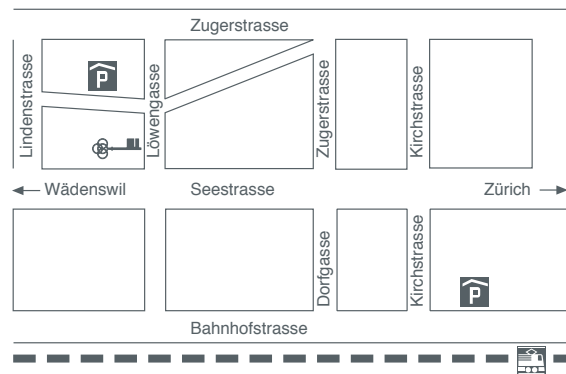 Zugerstrasse
P
Lindenstrasse
Löwengasse
Zugerstrasse
Kirchstrasse
Wädenswil
Seestrasse
Zürich
Dorfgasse
Kirchstrasse
P
Bahnhofstrasse